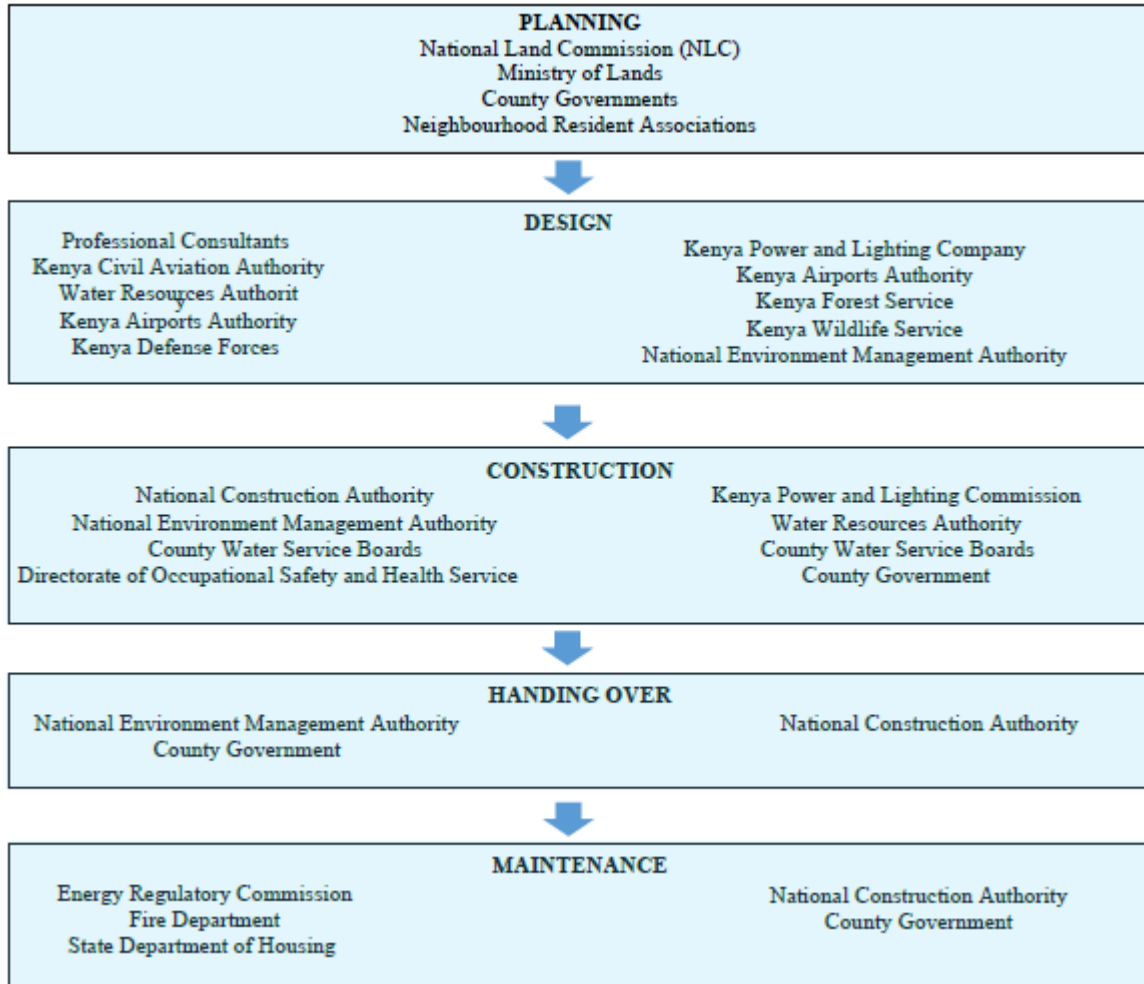 PLANNING
National Land Commission (NLC)
Ministry of Lands
County Governments
Neighbourhood Resident Associations
DESIGN
Professional Consultants
Kenya Civil Aviation Authority
Water Resources Authorit
y
Kenya Airports Authority
Kenya Defense Forces
Kenya Power and Lighting Company
Kenya Airports Authority
Kenya Forest Service
Kenya Wildlife Service
National Environment Management Authority
CONSTRUCTION
National Construction Authority
National Environment Management Authority
County Water Service Boards
Directorate of Occupational Safety and Health Service
Kenya Power and Lighting Commission
Water Resources Authority
County Water Service Boards
County Government
HANDING OVER
National Environment Management Authority
County Government
National Construction Authority
MAINTENANCE
Energy Regulatory Commission
Fire Department
State Department of Housing
National Construction Authority
County Government